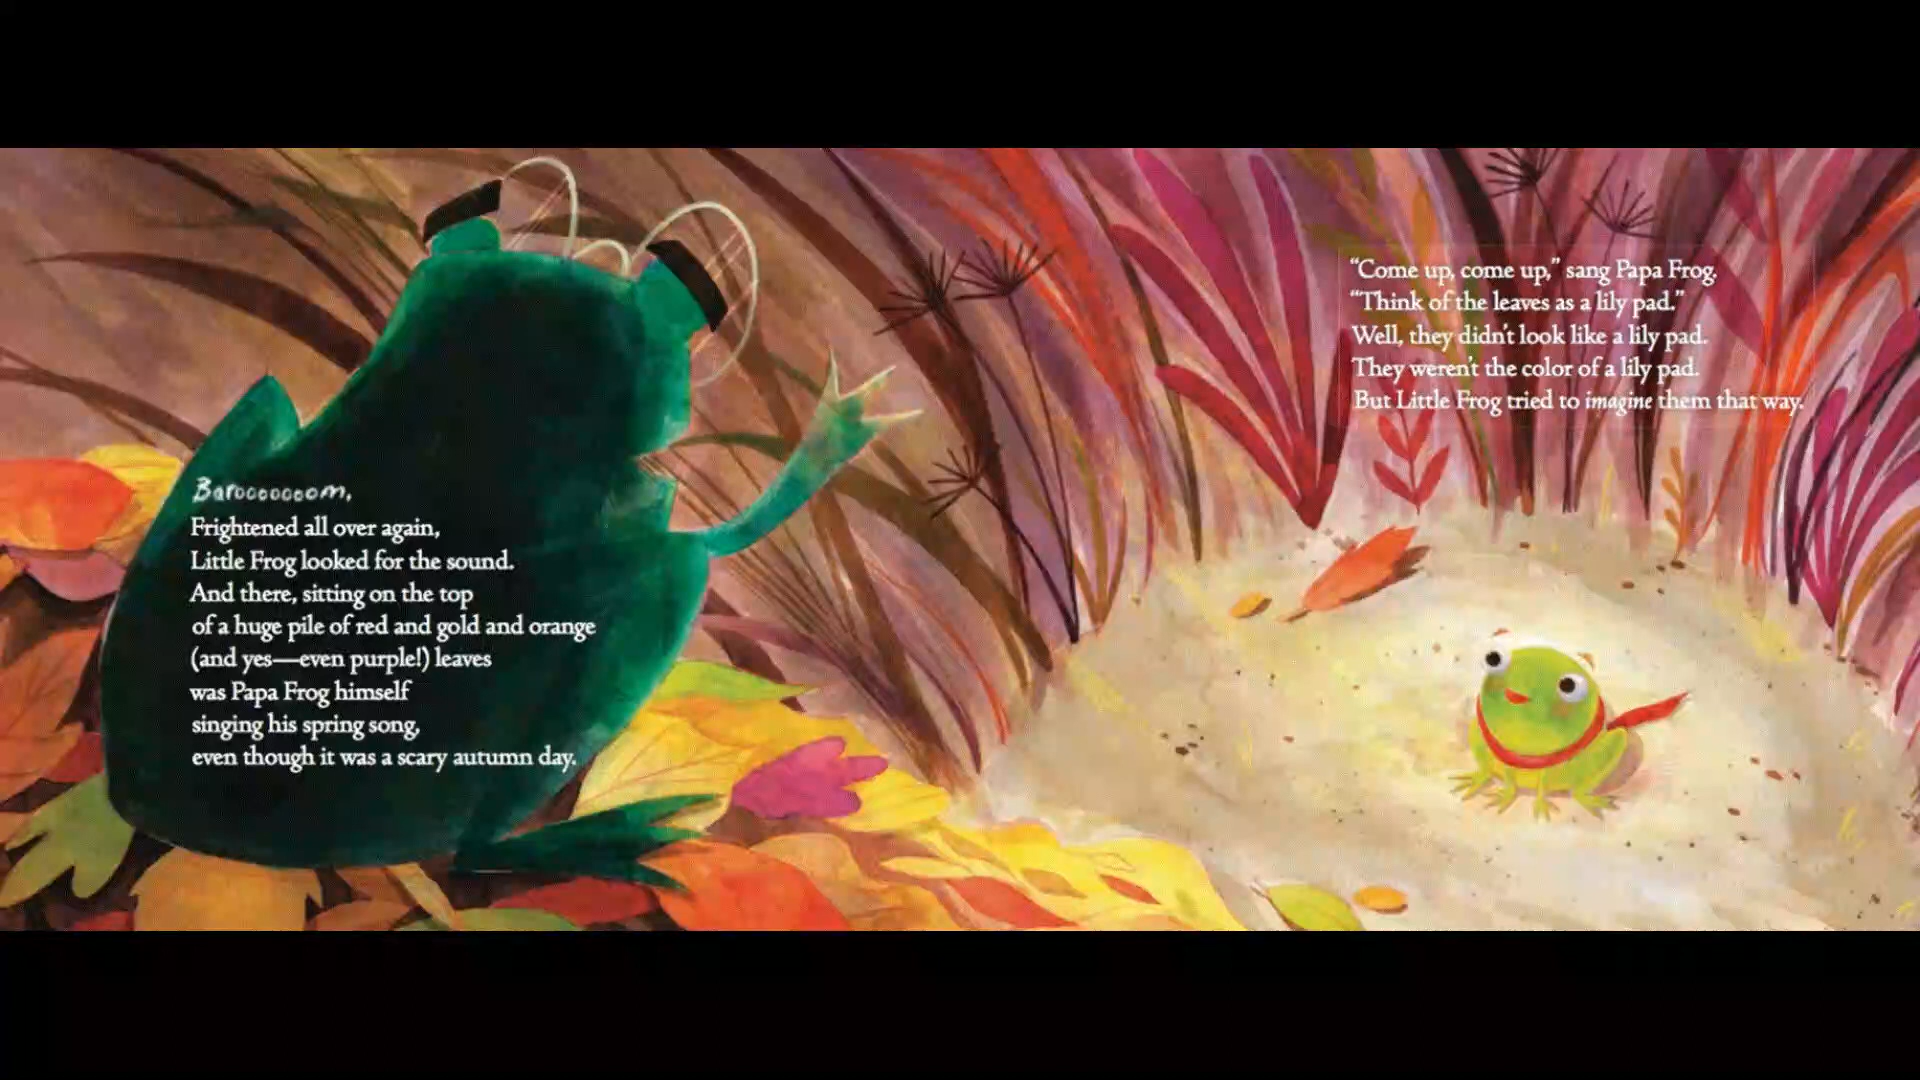 Barooooooom,
Frightened all over again,
Little Frog looked for the sound.
And there, sitting on the top
of a huge pile of red and gold and orange
(and yes—even purple!) leaves
was Papa Frog himself
singing his spring song,
even though it was a scary autumn day.
“Come up, come up,” sang Papa Frog.
“Think of the leaves as a lily pad.”
Well, they didn’t look like a lily pad.
They weren’t the color of a lily pad.
But Little Frog tried to imagine them that way.